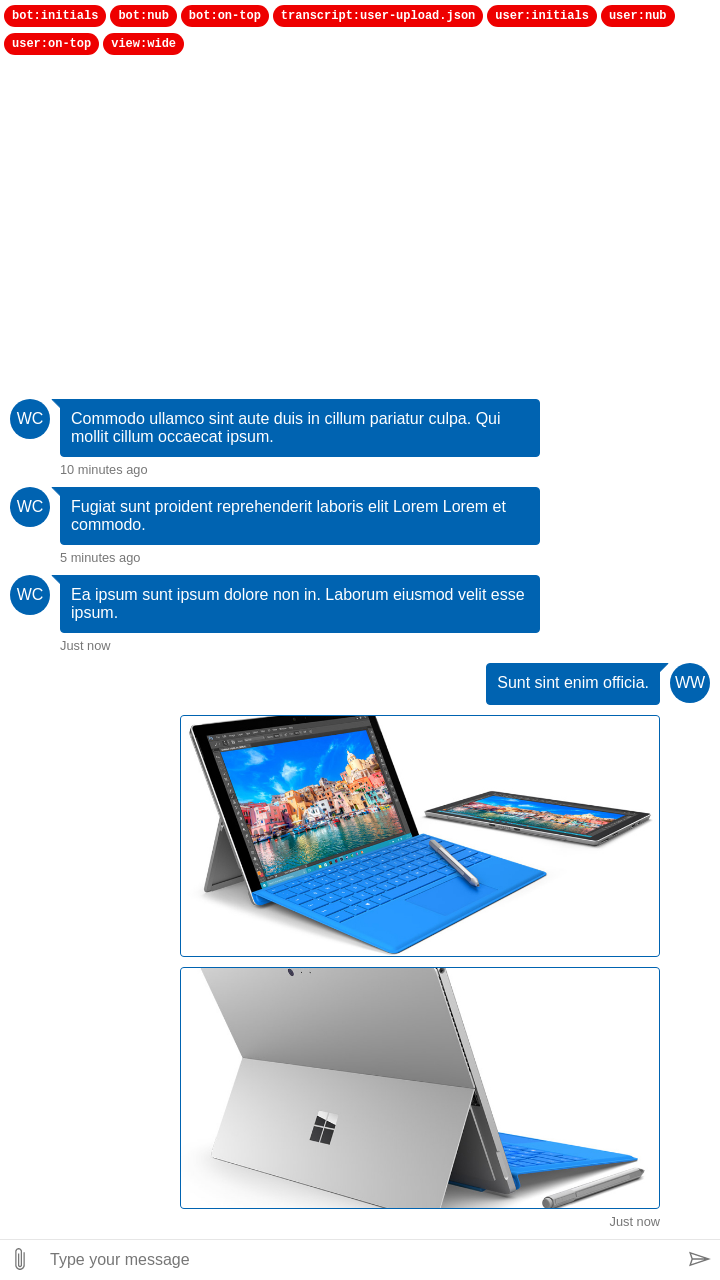 bot:initials bot:nub bot:on-top transcript:user-upload.json user:initials user:nub
user:on-top view:wide
WC
Commodo ullamco sint aute duis in cillum pariatur culpa. Qui
mollit cillum occaecat ipsum.
10 minutes ago
WC
Fugiat sunt proident reprehenderit laboris elit Lorem Lorem et
commodo.
5 minutes ago
WC
Ea ipsum sunt ipsum dolore non in. Laborum eiusmod velit esse
ipsum.
Just now
Sunt sint enim officia.
WW
Just now
Type your message